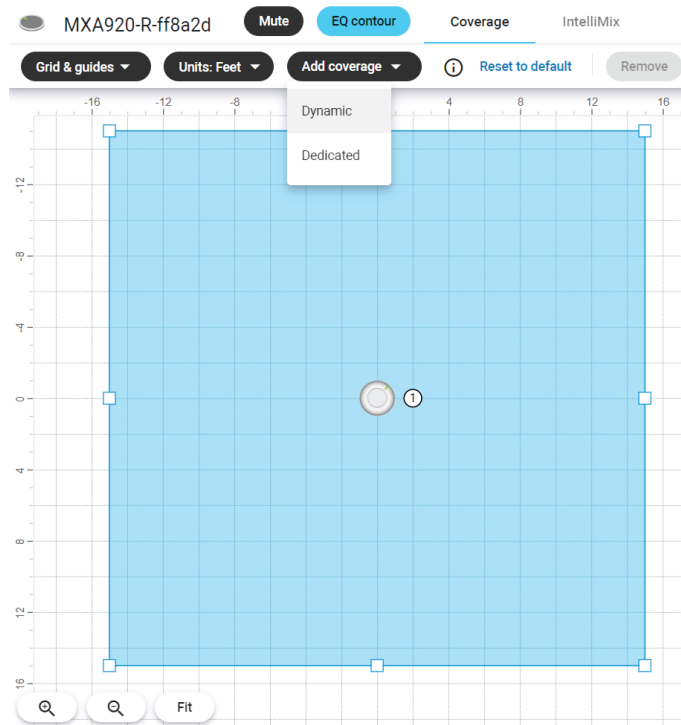 MXA920-R-ff8a2d Mute EQ contour Coverage IntelliMix
Grid & guides Units: Feet Add coverage Reset to default Remove
-16 -12 -8 4 8 12 16
Dynamic
Dedicated
-12
-8
-4
0
1
4
8
12
16
Fit